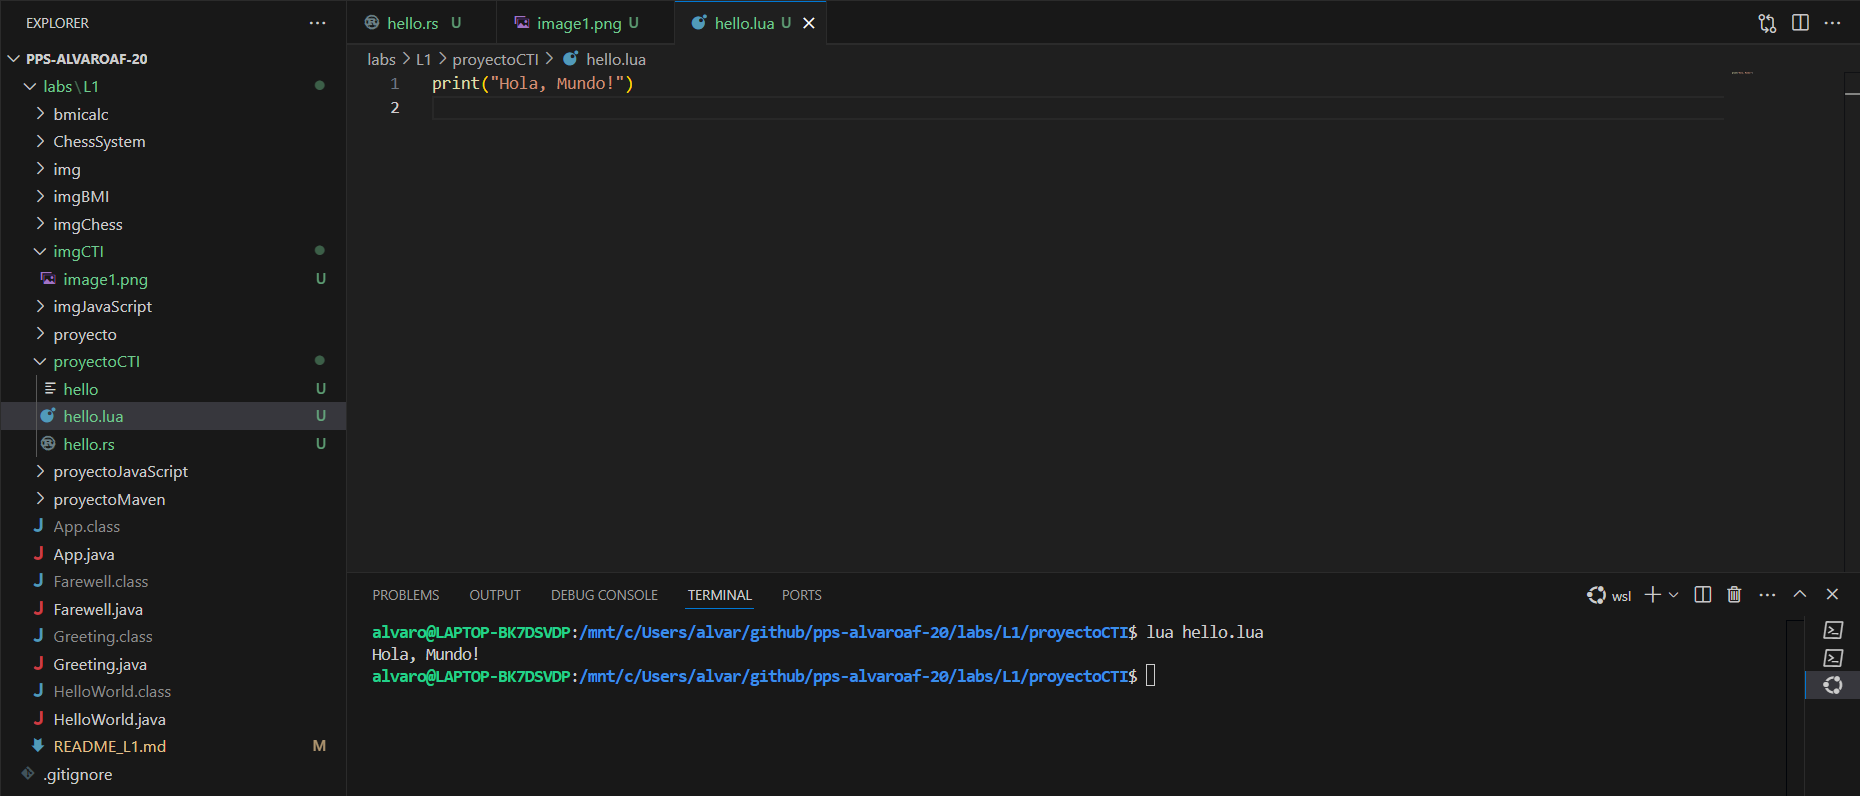 EXPLORER
PPS-ALVAROAF-20
labs\L1
bmicalc
ChessSystem
img
imgBMI
imgChess
imgCTI
image1.png U
imgJavaScript
proyecto
proyectoCTI
hello U
hello.lua U
hello.rs U
proyectoJavaScript
proyectoMaven
App.class
App.java
Farewell.class
Farewell.java
Greeting.class
Greeting.java
HelloWorld.class
HelloWorld.java
README_L1.md M
.gitignore
hello.rs U
image1.png U
hello.lua U
labs > L1 > proyectoCTI > hello.lua
1 print("Hola, Mundo!")
2
PROBLEMS OUTPUT DEBUG CONSOLE TERMINAL PORTS
wsl
alvaro@LAPTOP-BK7DSVDP:/mnt/c/Users/alvar/github/pps-alvaroaf-20/labs/L1/proyectoCTI$ lua hello.lua
Hola, Mundo!
alvaro@LAPTOP-BK7DSVDP:/mnt/c/Users/alvar/github/pps-alvaroaf-20/labs/L1/proyectoCTI$